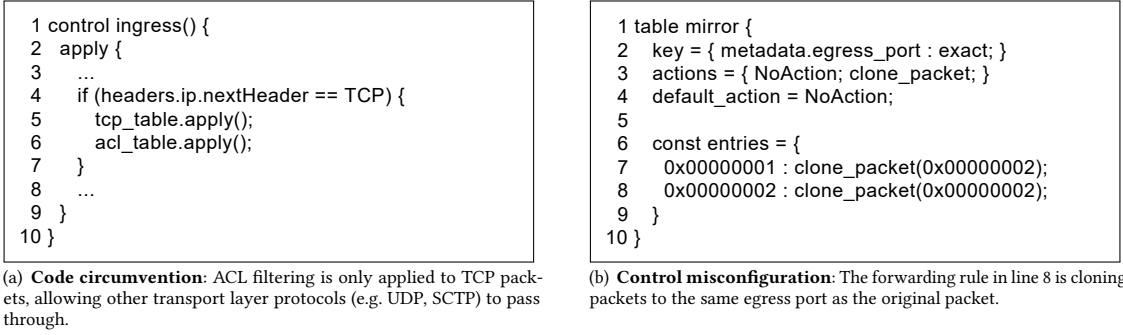 1 control ingress() {
2 apply {
3 ...
4 if (headers.ip.nextHeader == TCP) {
5 tcp_table.apply();
6 acl_table.apply();
7 }
8 ...
9 }
10 }
(a) Code circumvention: ACL filtering is only applied to TCP pack-
ets, allowing other transport layer protocols (e.g. UDP, SCTP) to pass
through.
1 table mirror {
2 key = { metadata.egress_port : exact; }
3 actions = { NoAction; clone_packet; }
4 default_action = NoAction;
5
6 const entries = {
7 0x00000001 : clone_packet(0x00000002);
8 0x00000002 : clone_packet(0x00000002);
9 }
10 }
(b) Control misconfiguration: The forwarding rule in line 8 is cloning
packets to the same egress port as the original packet.